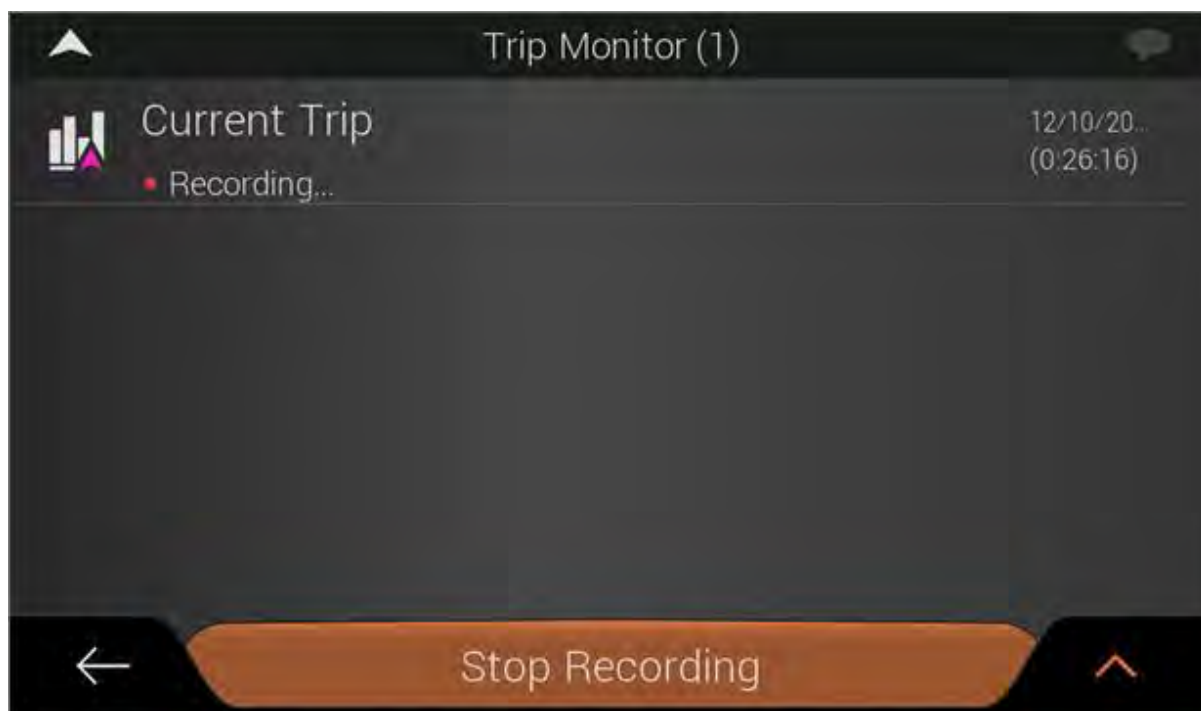 Trip Monitor (1)
Current Trip
12/10/20...
(0:26:16)
Recording...
Stop Recording